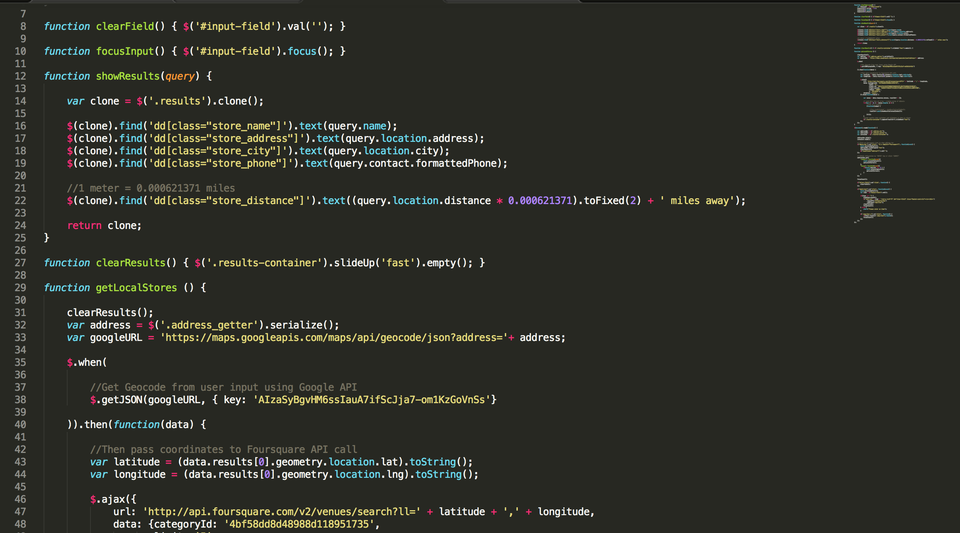 7
8 function clearField() { $('#input-field').val(''); }
9
10 function focusInput() { $('#input-field').focus(); }
11
12 function showResults(query) {
13
14 var clone = $('.results').clone();
15
16 $(clone).find('dd[class="store_name"]').text(query.name);
17 $(clone).find('dd[class="store_address"]').text(query.location.address);
18 $(clone).find('dd[class="store_city"]').text(query.location.city);
19 $(clone).find('dd[class="store_phone"]').text(query.contact.formattedPhone);
20
21 //1 meter = 0.000621371 miles
22 $(clone).find('dd[class="store_distance"]').text((query.location.distance * 0.000621371).toFixed(2) + ' miles away');
23
24 return clone;
25 }
26
27 function clearResults() { $('.results-container').slideUp('fast').empty(); }
28
29 function getLocalStores () {
30
31 clearResults();
32 var address = $('.address_getter').serialize();
33 var googleURL = 'https://maps.googleapis.com/maps/api/geocode/json?address='+ address;
34
35 $.when(
36
37 //Get Geocode from user input using Google API
38 $.getJSON(googleURL, { key: 'AIzaSyBgvHM6ssIauA7ifScJja7-om1KzGoVnSs'}
39
40 )).then(function(data) {
41
42 //Then pass coordinates to Foursquare API call
43 var latitude = (data.results[0].geometry.location.lat).toString();
44 var longitude = (data.results[0].geometry.location.lng).toString();
45
46 $.ajax({
47 url: 'http://api.foursquare.com/v2/venues/search?ll=' + latitude + ',' + longitude,
48 data: {categoryId: '4bf58dd8d48988d118951735',